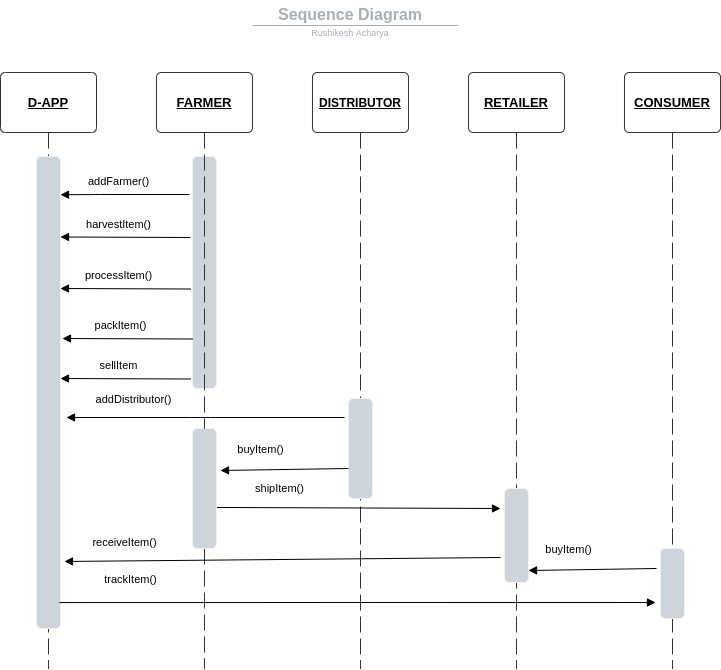 Sequence Diagram
Rushikesh Acharya
D-APP
FARMER
DISTRIBUTOR
RETAILER
CONSUMER
addFarmer()
harvestItem()
processItem()
packItem()
sellItem
addDistributor()
buyItem()
shipItem()
receiveItem()
buyItem()
trackItem()